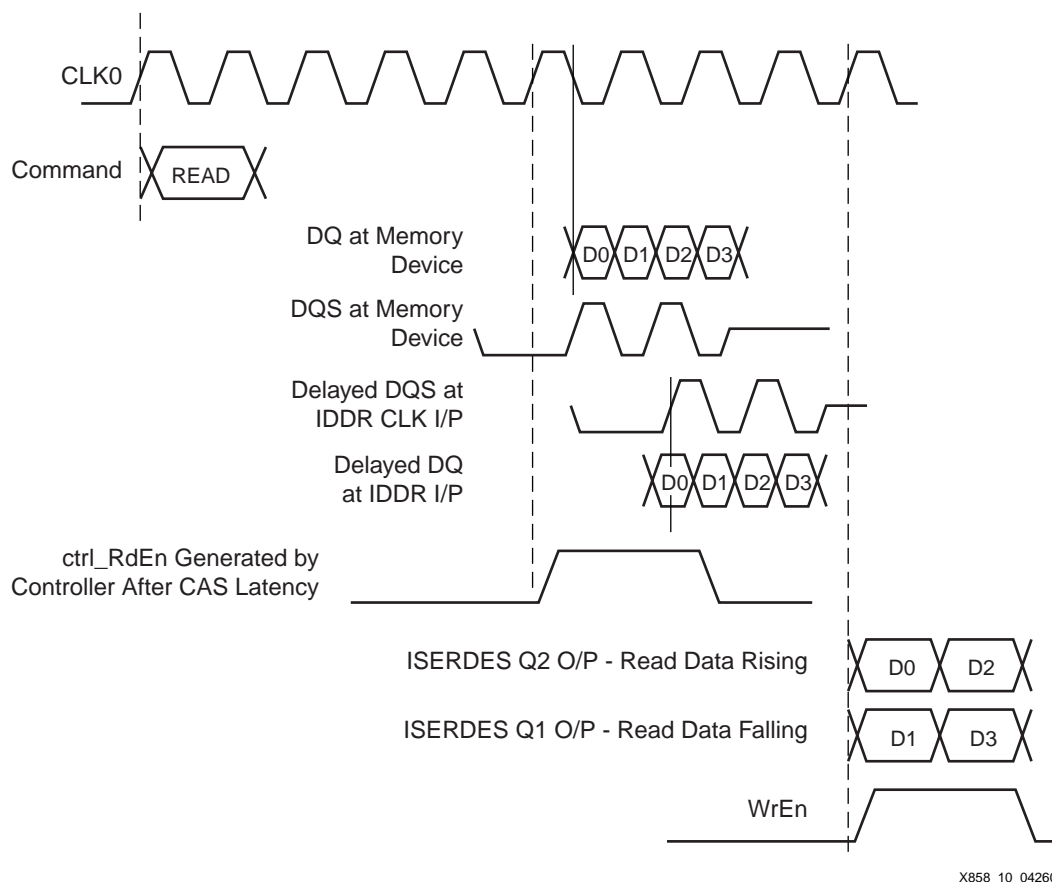 CLK0
Command
READ
DQ at Memory
Device
D0 D1 D2 D3
DQS at Memory
Device
Delayed DQS at
IDDR CLK I/P
Delayed DQ
at IDDR I/P
D0 D1 D2 D3
ctrl_RdEn Generated by
Controller After CAS Latency
ISERDES Q2 O/P - Read Data Rising
D0 D2
ISERDES Q1 O/P - Read Data Falling
D1 D3
WrEn
X858_10_04260